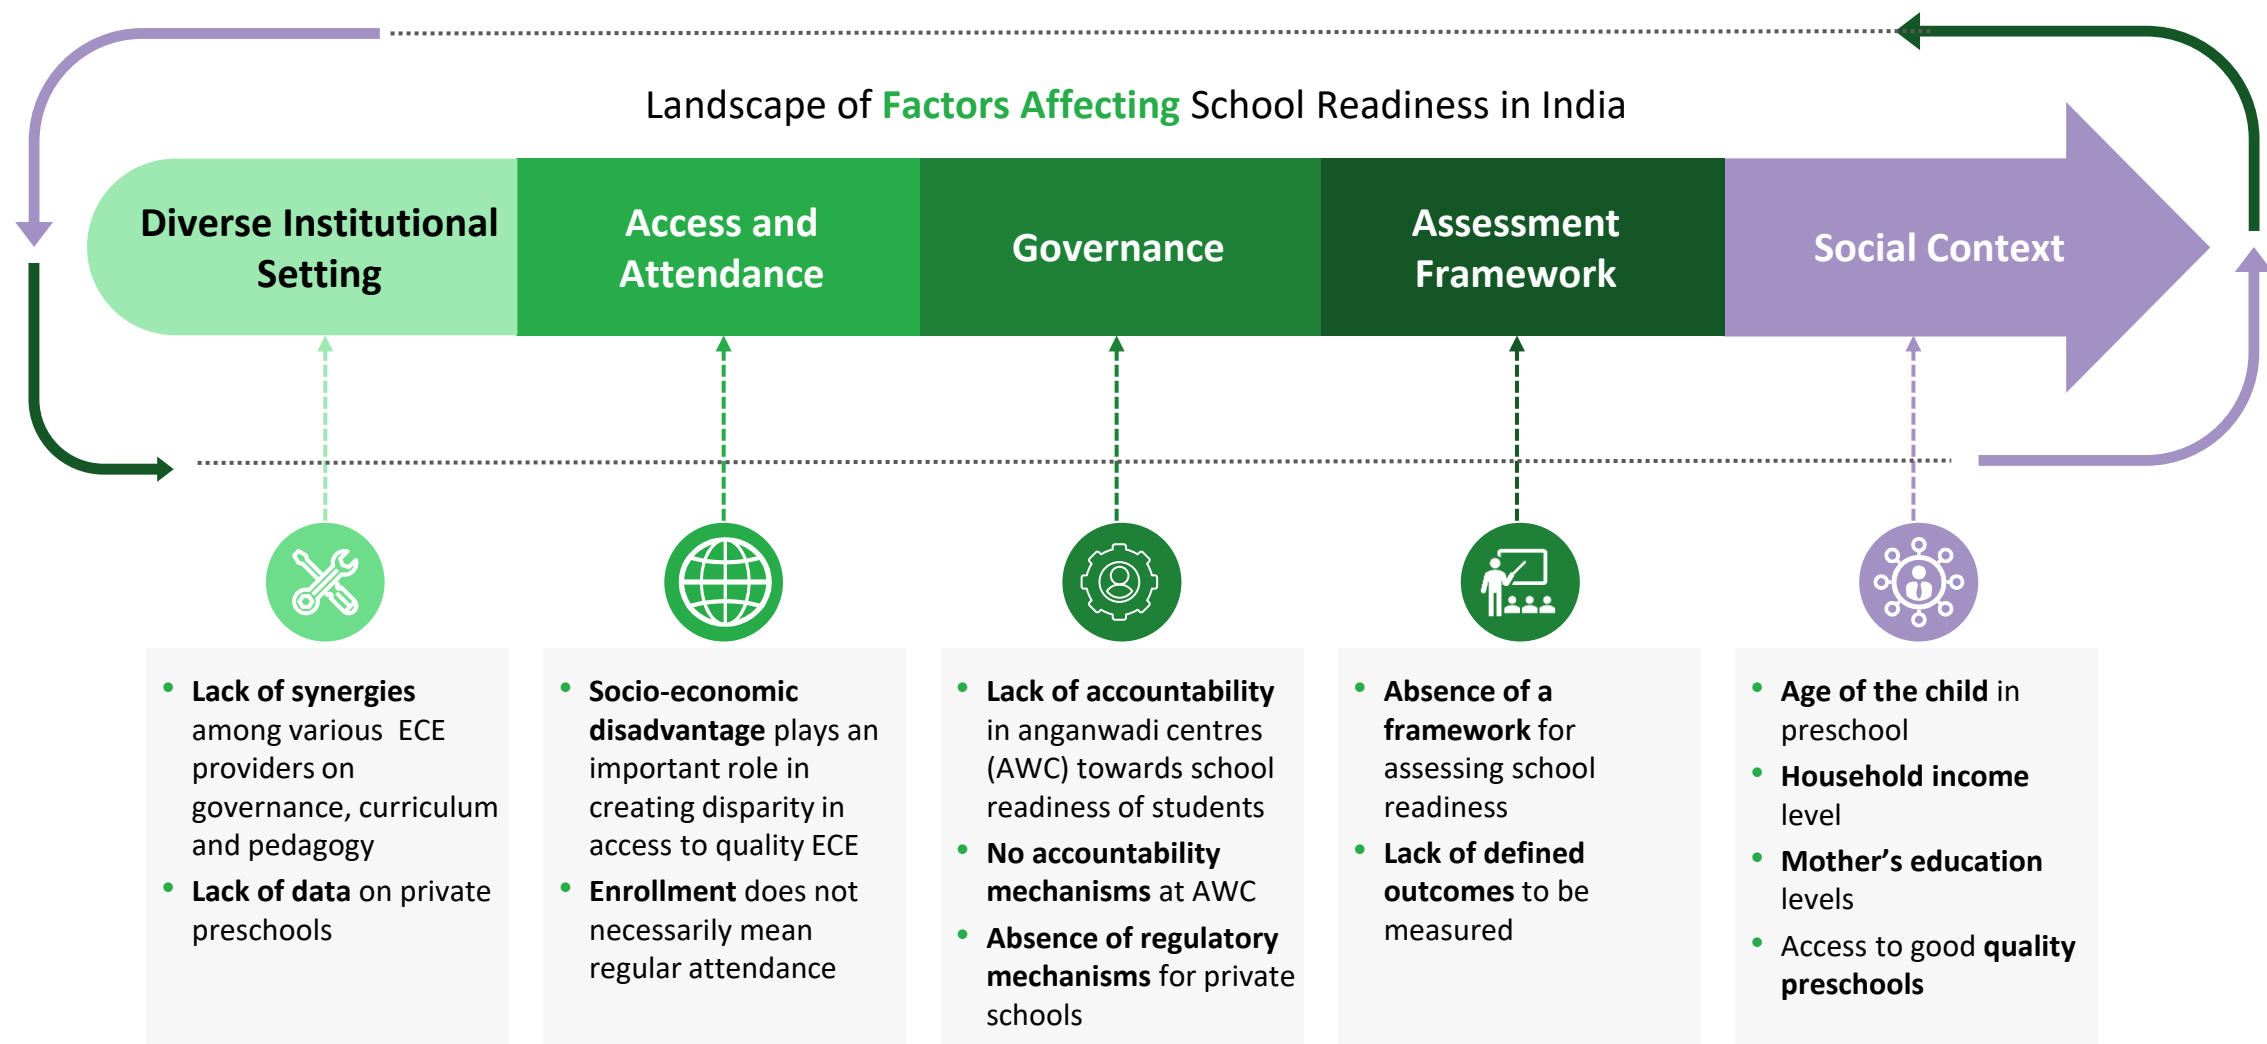 Landscape of Factors Affecting School Readiness in India
Diverse Institutional
Setting
Access and
Attendance
Governance
Assessment
Framework
Social Context
• Lack of synergies
among various ECE
providers on
governance, curriculum
and pedagogy
• Lack of data on private
preschools
• Socio-economic
disadvantage plays an
important role in
creating disparity in
access to quality ECE
• Enrollment does not
necessarily mean
regular attendance
• Lack of accountability
in anganwadi centres
(AWC) towards school
readiness of students
• No accountability
mechanisms at AWC
• Absence of regulatory
mechanisms for private
schools
• Absence of a
framework for
assessing school
readiness
• Lack of defined
outcomes to be
measured
• Age of the child in
preschool
• Household income
level
• Mother’s education
levels
• Access to good quality
preschools